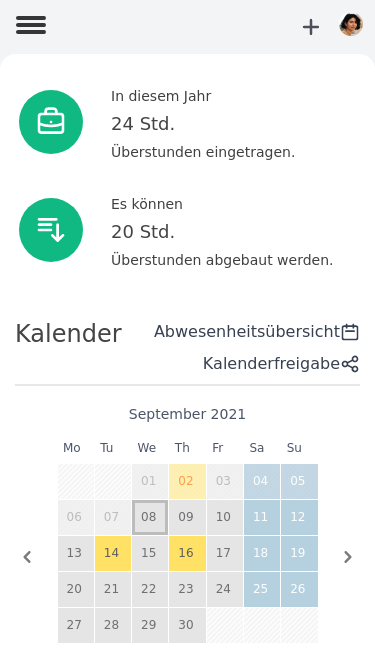 In diesem Jahr
24 Std.
Überstunden eingetragen.
Es können
20 Std.
Überstunden abgebaut werden.
Kalender
Abwesenheitsübersicht
Kalenderfreigabe
September 2021
Mo Tu We Th Fr Sa Su
01 02 03 04 05
06 07 08 09 10 11 12
13 14 15 16 17 18 19
20 21 22 23 24 25 26
27 28 29 30